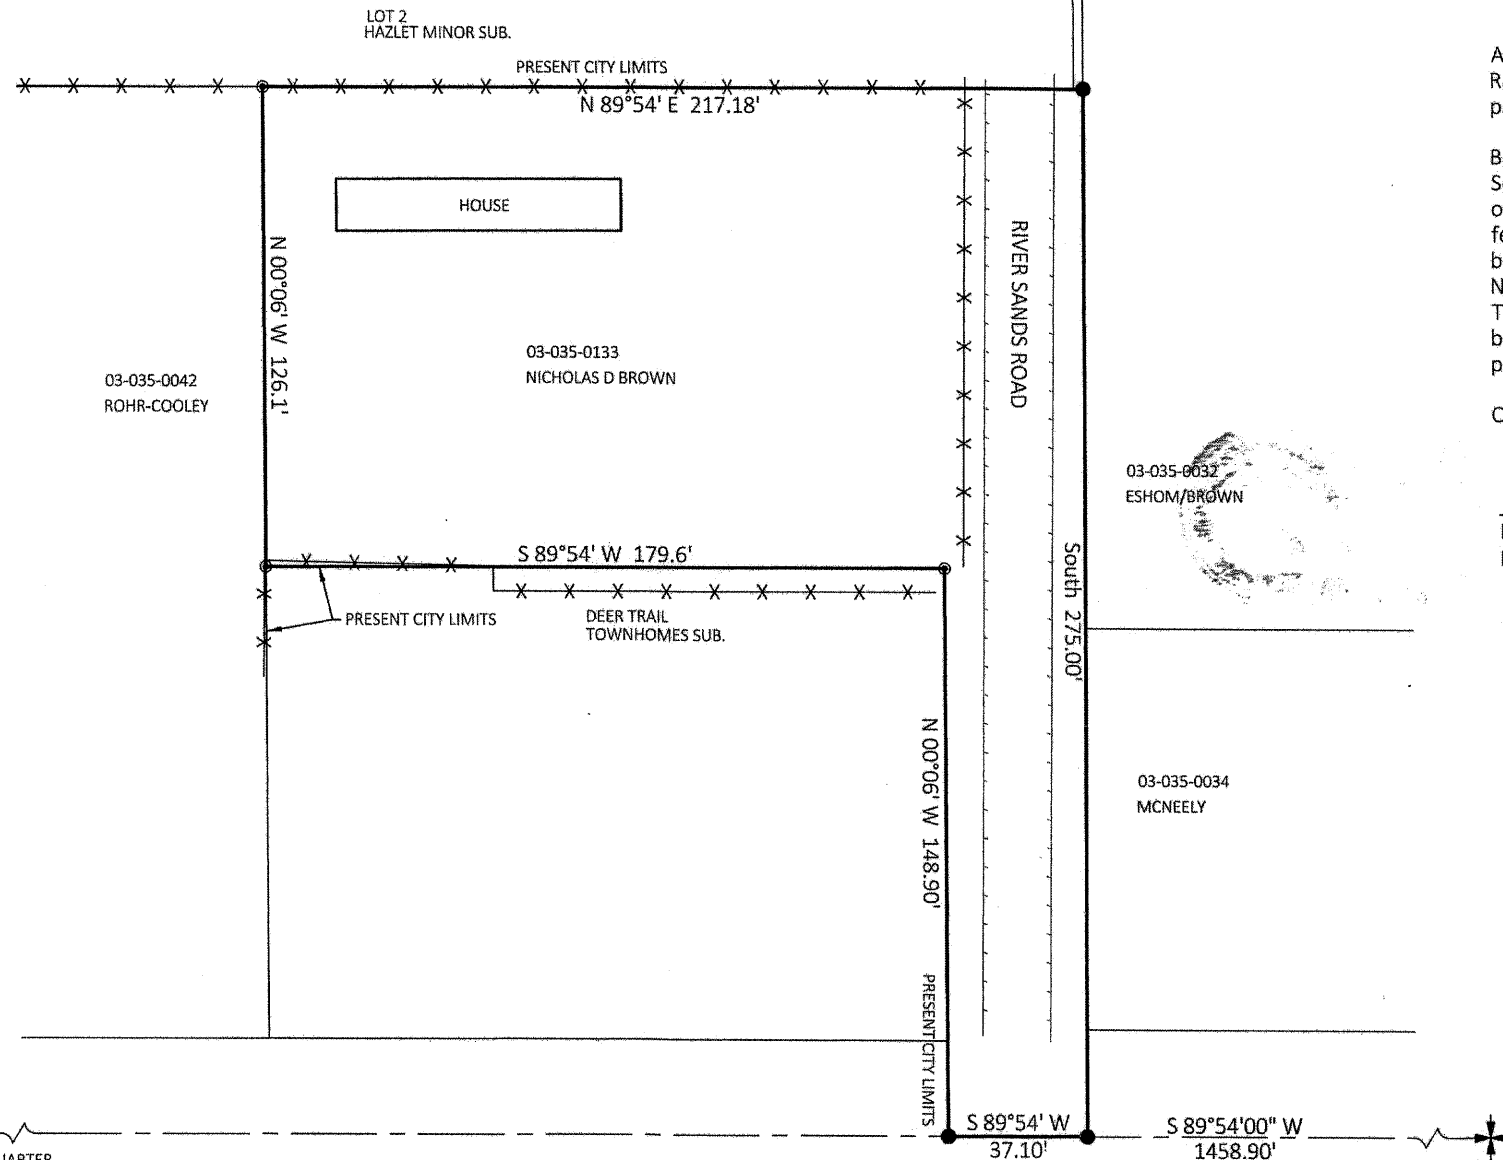 LOT 2
HAZLET MINOR SUB.
PRESENT CITY LIMITS
N 89°54' E 217.18'
HOUSE
N 00°06' W 126.1'
RIVER SANDS ROAD
03-035-0133
NICHOLAS D BROWN
03-035-0042
ROHR-COOLEY
03-035-0032
ESHOM/BROWN
S 89°54' W 179.6'
South 275.00'
PRESENT CITY LIMITS
DEER TRAIL
TOWNHOMES SUB.
N 00°06' W 148.90'
03-035-0034
MCNEELY
PRESENT CITY LIMITS
S 89°54' W
37.10'
S 89°54'00" W
1458.90'